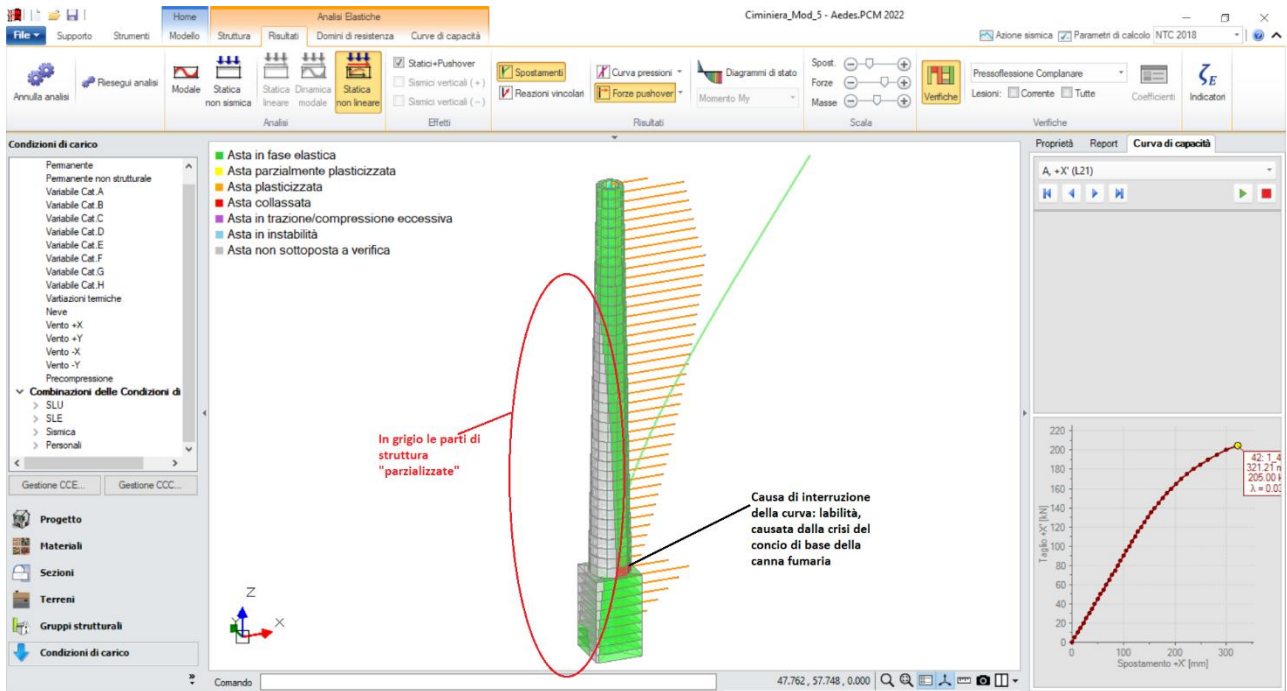 Home
Analisi Elastiche
Ciminiera_Mod_5 - Aedes.PCM 2022
File
Supporto
Strumenti
Modello
Struttura
Risultati
Domini di resistenza
Curve di capacità
Azione sismica
Parametri di calcolo
NTC 2018
Annulla analisi
Riesegui analisi
Modale
Statica non sismica
Statica lineare
Dinamica modale
Statica non lineare
Analisi
Statici+Pushover
Sismici verticali (+)
Sismici verticali (−)
Effetti
Spostamenti
Reazioni vincolari
Curva pressioni
Forze pushover
Diagrammi di stato
Momento My
Risultati
Spost.
Forze
Masse
Scala
Verifiche
Pressoflessione Complanare
Lesioni: Corrente Tutte
Coefficienti
Verifiche
ζE
Indicatori
Condizioni di carico
Permanente
Permanente non strutturale
Variabile Cat.A
Variabile Cat.B
Variabile Cat.C
Variabile Cat.D
Variabile Cat.E
Variabile Cat.F
Variabile Cat.G
Variabile Cat.H
Variazioni termiche
Neve
Vento +X
Vento +Y
Vento -X
Vento -Y
Precompressione
Combinazioni delle Condizioni di
SLU
SLE
Sismica
Personali
Gestione CCE...
Gestione CCC...
Progetto
Materiali
Sezioni
Terreni
Gruppi strutturali
Condizioni di carico
Asta in fase elastica
Asta parzialmente plasticizzata
Asta plasticizzata
Asta collassata
Asta in trazione/compressione eccessiva
Asta in instabilità
Asta non sottoposta a verifica
In grigio le parti di
struttura
"parzializzate"
Causa di interruzione
della curva: labilità,
causata dalla crisi del
concio di base della
canna fumaria
Z
X
Comando
47.762 , 57.748 , 0.000
Proprietà
Report
Curva di capacità
A, +X' (L21)
220
200
180
160
140
120
100
80
60
40
20
0
Taglio +X' [kN]
42: 1_4
321.21 m
205.00 k
λ = 0.03
0
100
200
300
Spostamento +X' [mm]